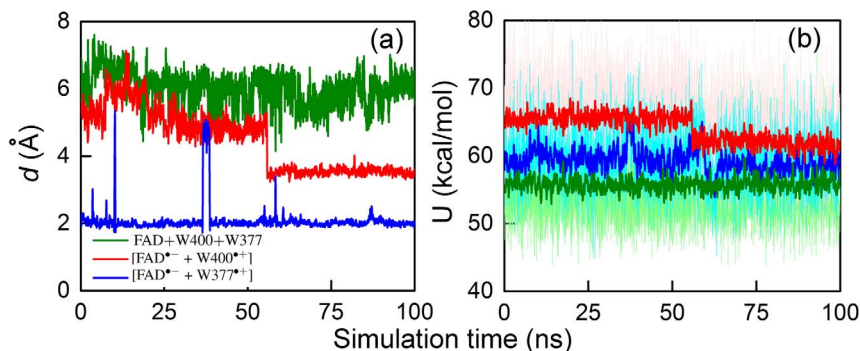 (a)
8
6
4
2
0
d (Å)
FAD+W400+W377
[FAD•− + W400•+]
[FAD•− + W377•+]
0 25 50 75 100
(b)
80
70
60
50
40
U (kcal/mol)
0 25 50 75 100
Simulation time (ns)